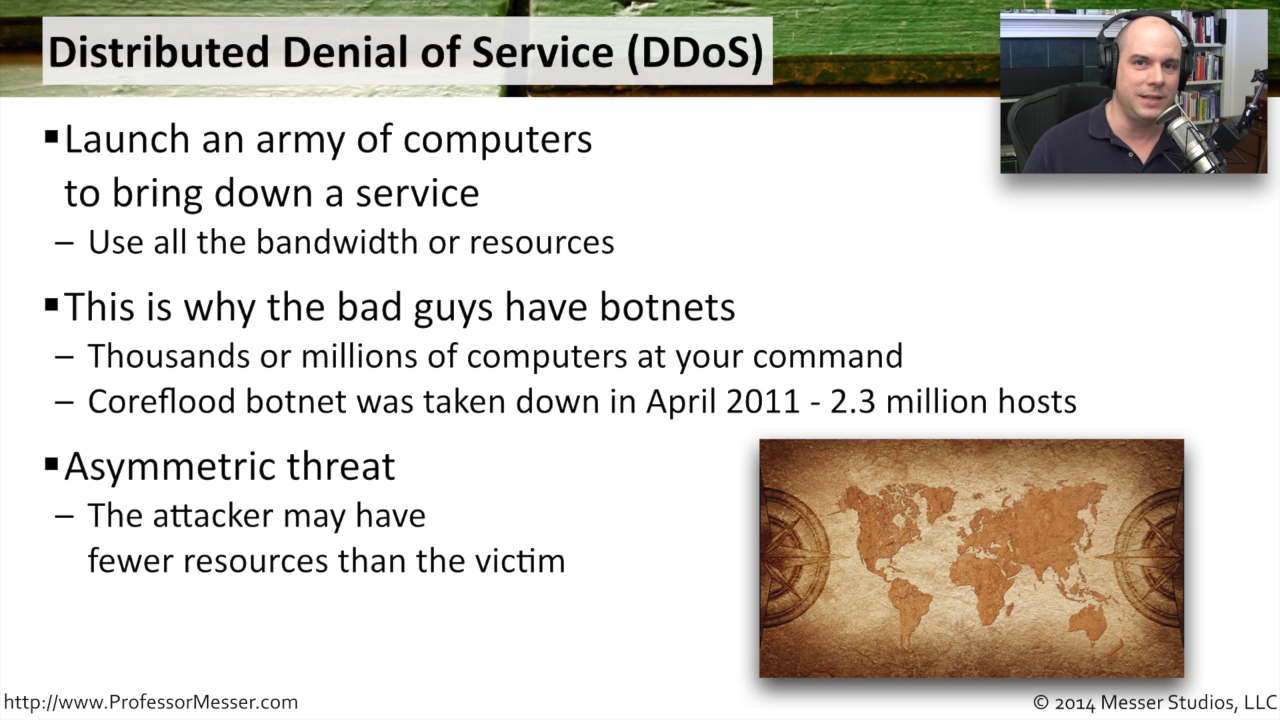 Distributed Denial of Service (DDoS)
▪Launch an army of computers
to bring down a service
– Use all the bandwidth or resources
▪This is why the bad guys have botnets
– Thousands or millions of computers at your command
– Coreflood botnet was taken down in April 2011 - 2.3 million hosts
▪Asymmetric threat
– The attacker may have
fewer resources than the victim
http://www.ProfessorMesser.com
© 2014 Messer Studios, LLC